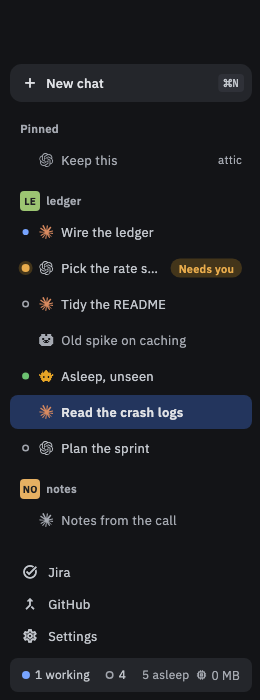 New chat ⌘N
Pinned
Keep this attic
LE ledger
Wire the ledger
Pick the rate s... Needs you
Tidy the README
Old spike on caching
Asleep, unseen
Read the crash logs
Plan the sprint
NO notes
Notes from the call
Jira
GitHub
Settings
1 working 4 5 asleep 0 MB